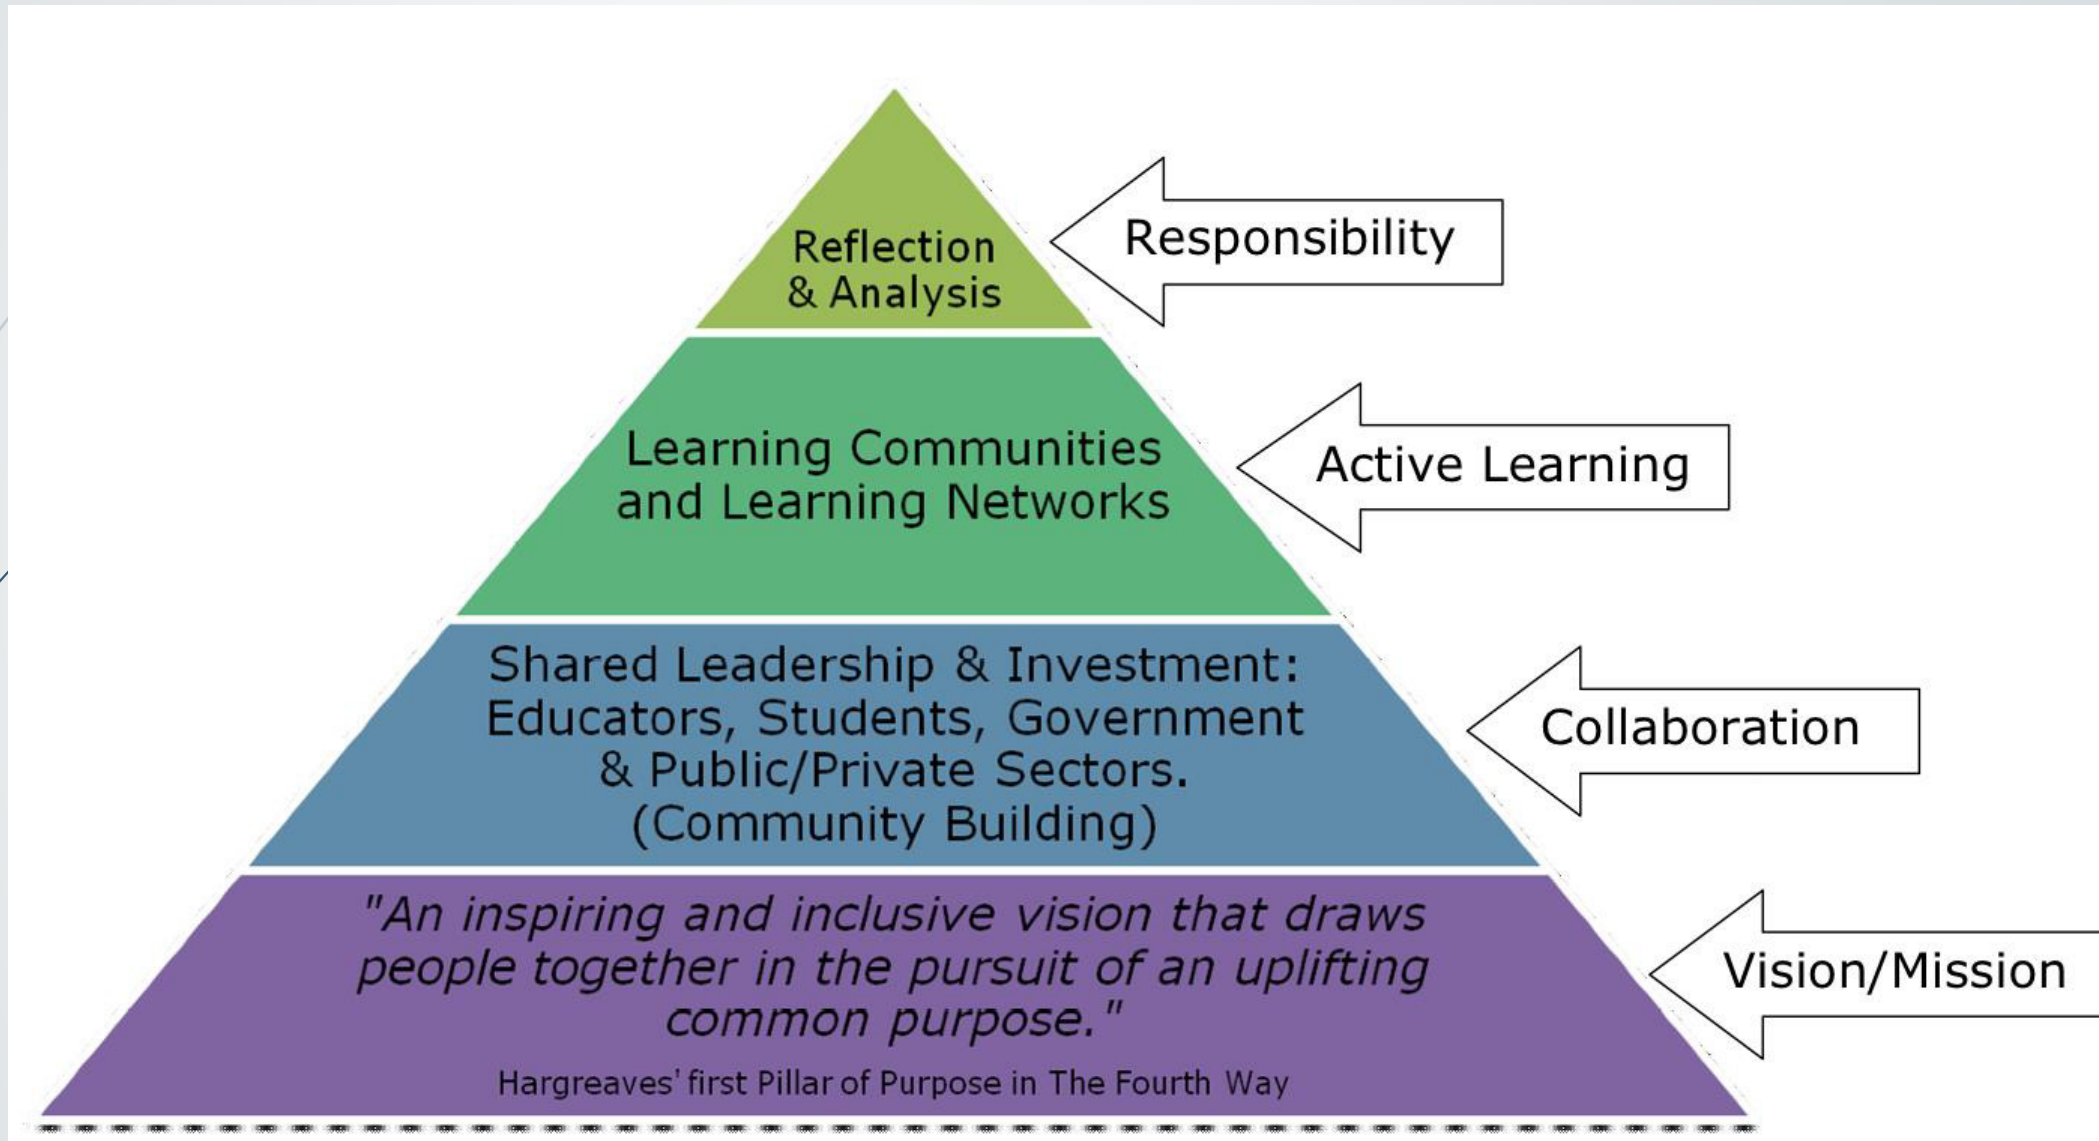 Reflection
& Analysis
Responsibility
Learning Communities
and Learning Networks
Active Learning
Shared Leadership & Investment:
Educators, Students, Government
& Public/Private Sectors.
(Community Building)
Collaboration
"An inspiring and inclusive vision that draws
people together in the pursuit of an uplifting
common purpose."
Hargreaves' first Pillar of Purpose in The Fourth Way
Vision/Mission